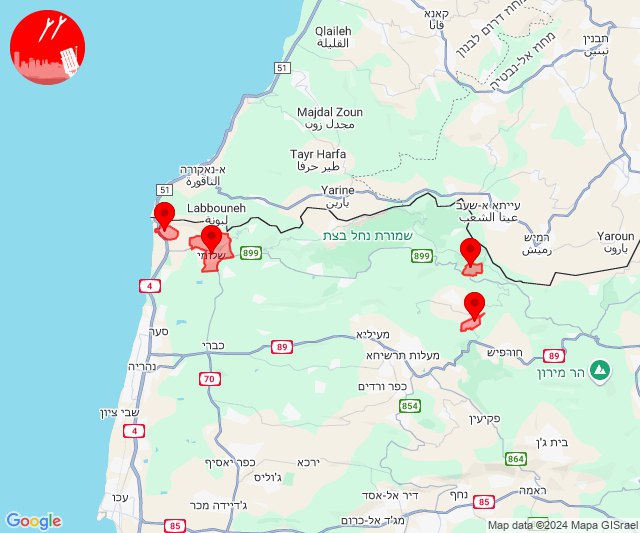 Qlaileh
القليلة
קאנא
قانا
מחוז דרום לבנון
תבנין
تبنين
מחוז אל-נבטיה
51
Majdal Zoun
مجدل زون
Tayr Harfa
طير حرفا
א-נאקורה
الناقورة
51
Yarine
يارين
Labbouneh
לבונה
עייתא א-שעב
عيتا الشعب
רמיש
رميش
Yaroun
يارون
שמורת נחל בצת
899
899
שלומי
4
סער
נהריה
כברי
89
מעיליא
מעלות תרשיחא
חורפיש
89
הר מירון
70
כפר ורדים
854
שבי ציון
4
פקיעין
בית ג'ן
864
כפר יאסיף
ירכא
ג'וליס
עכו
ג'דיידה מכר
דיר אל-אסד
נחף
ראמה
85
85
מג'ד אל-כרום
Google
Map data ©2024 Mapa GISrael